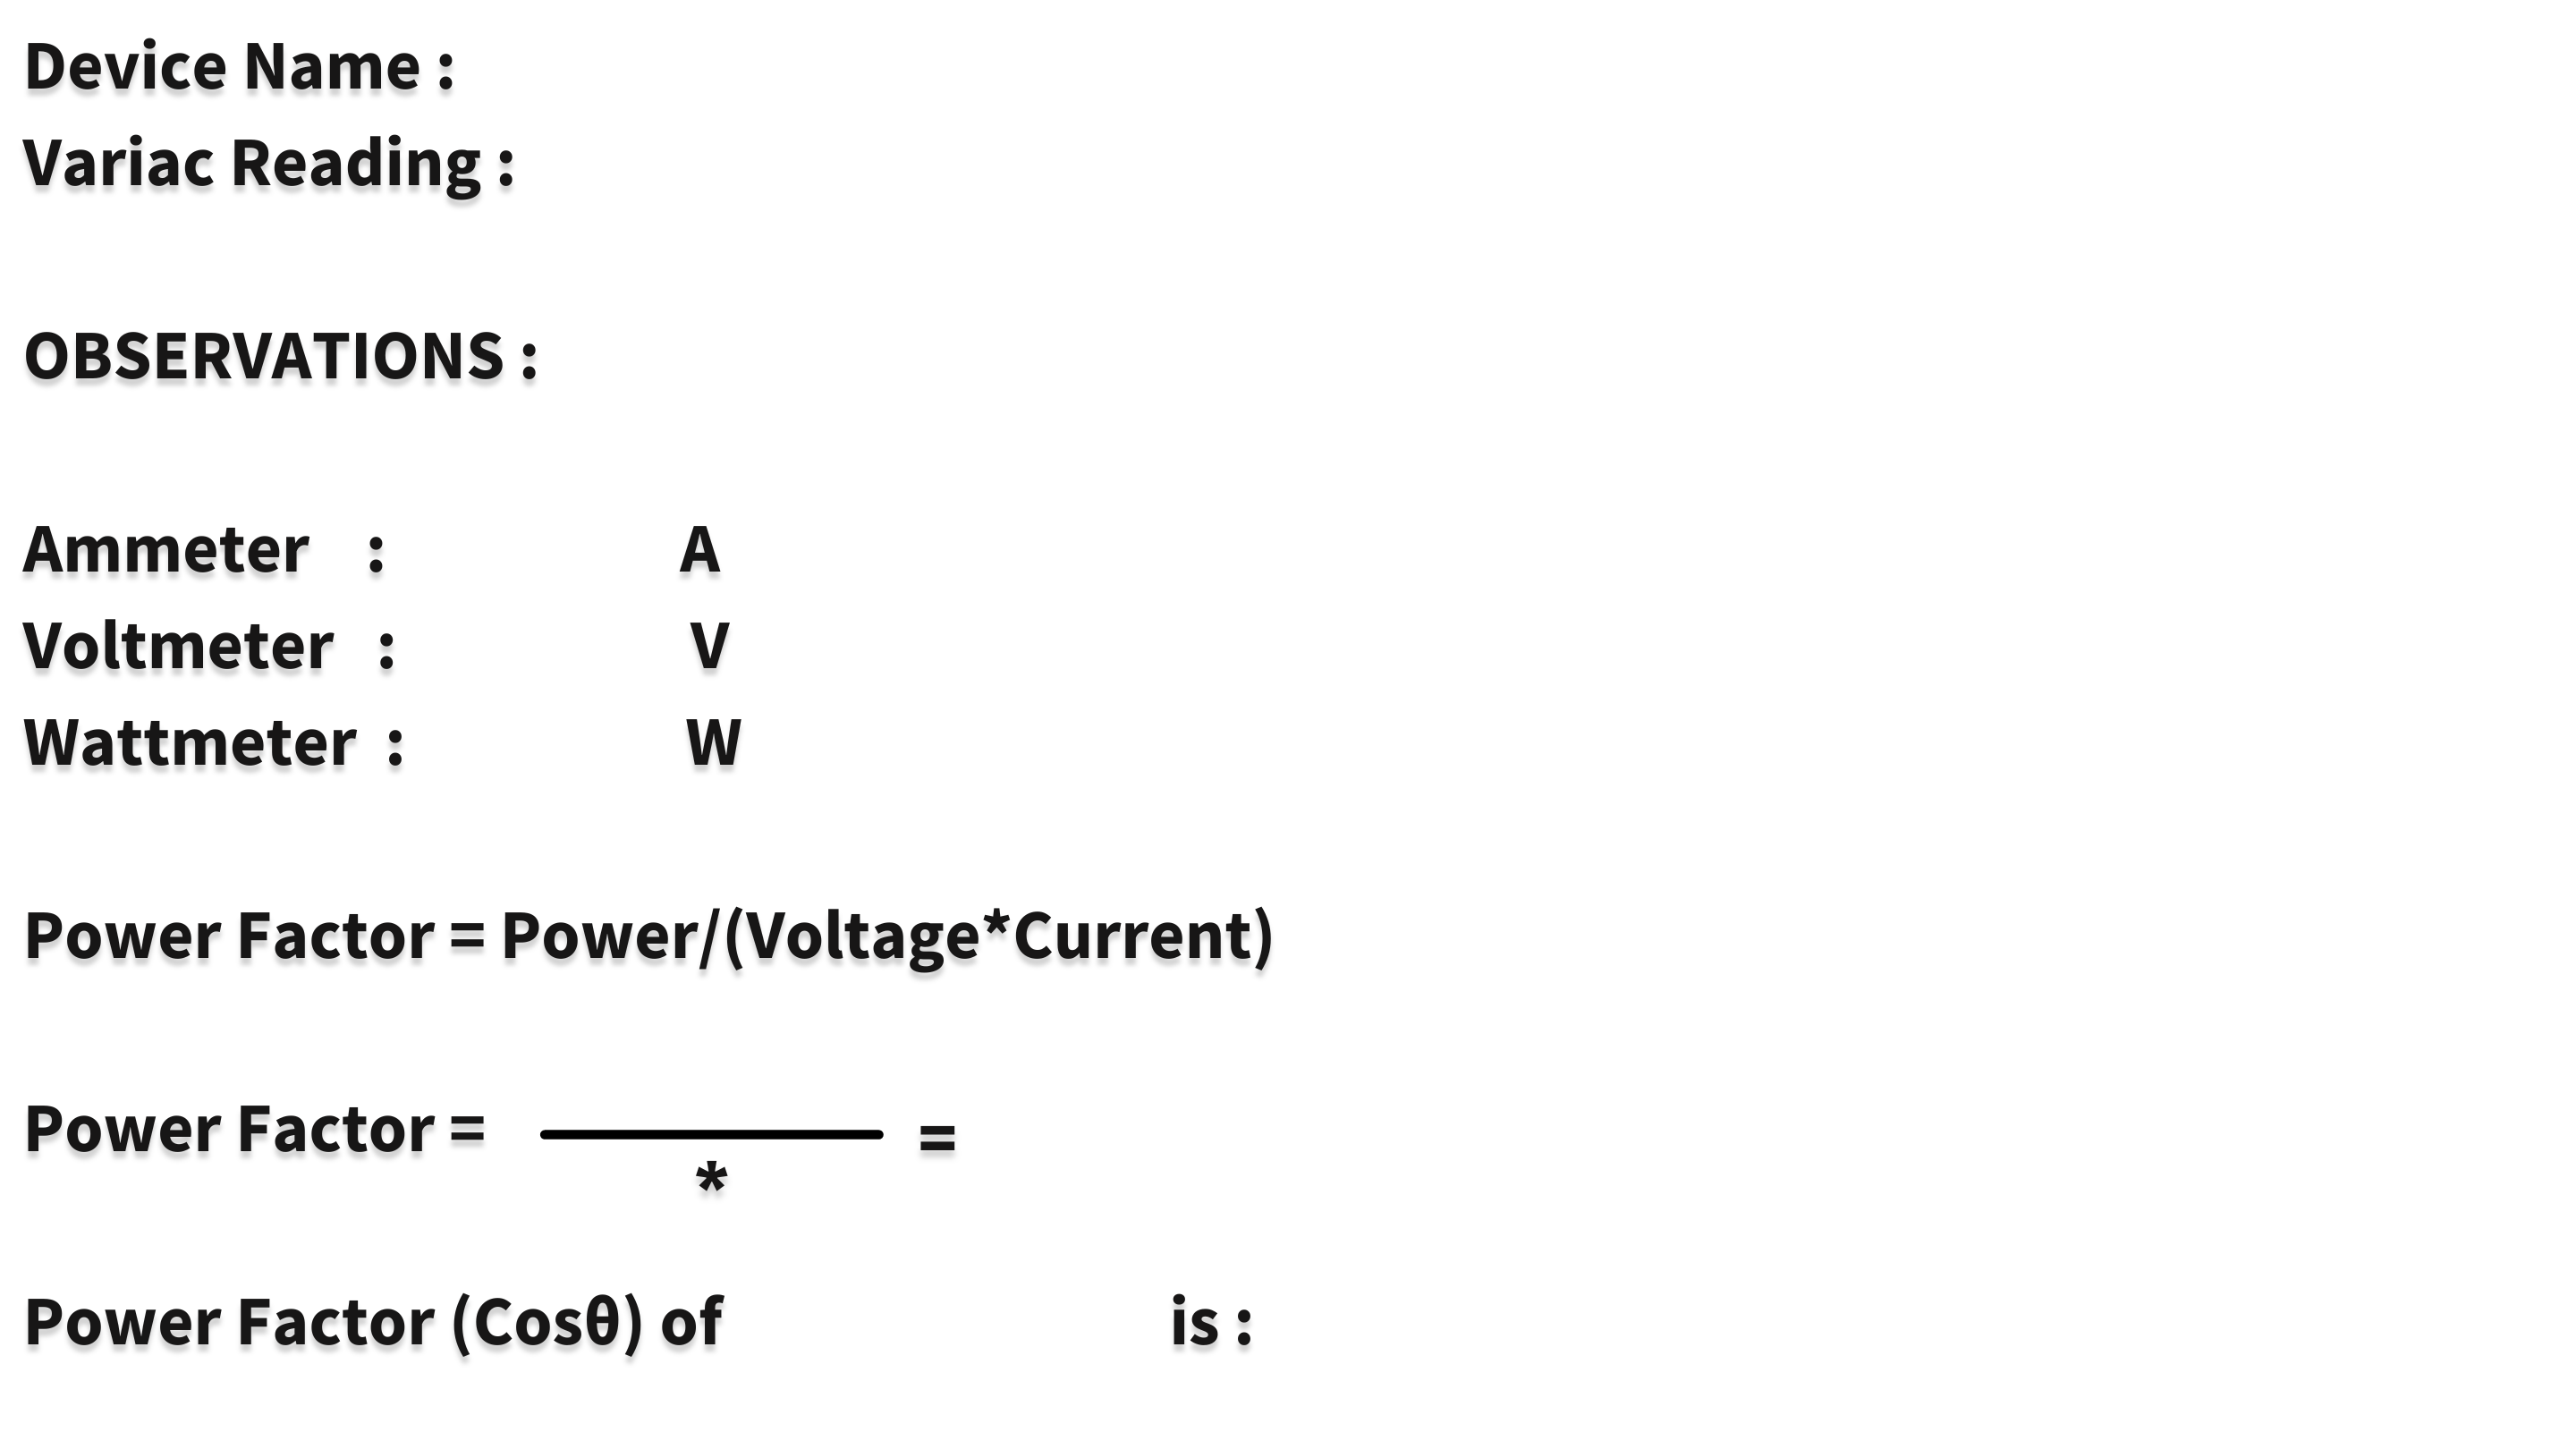 Device Name :
Variac Reading :
OBSERVATIONS :
Ammeter : A
Voltmeter : V
Wattmeter : W
Power Factor = Power/(Voltage*Current)
Power Factor = =
*
Power Factor (Cosθ) of is :